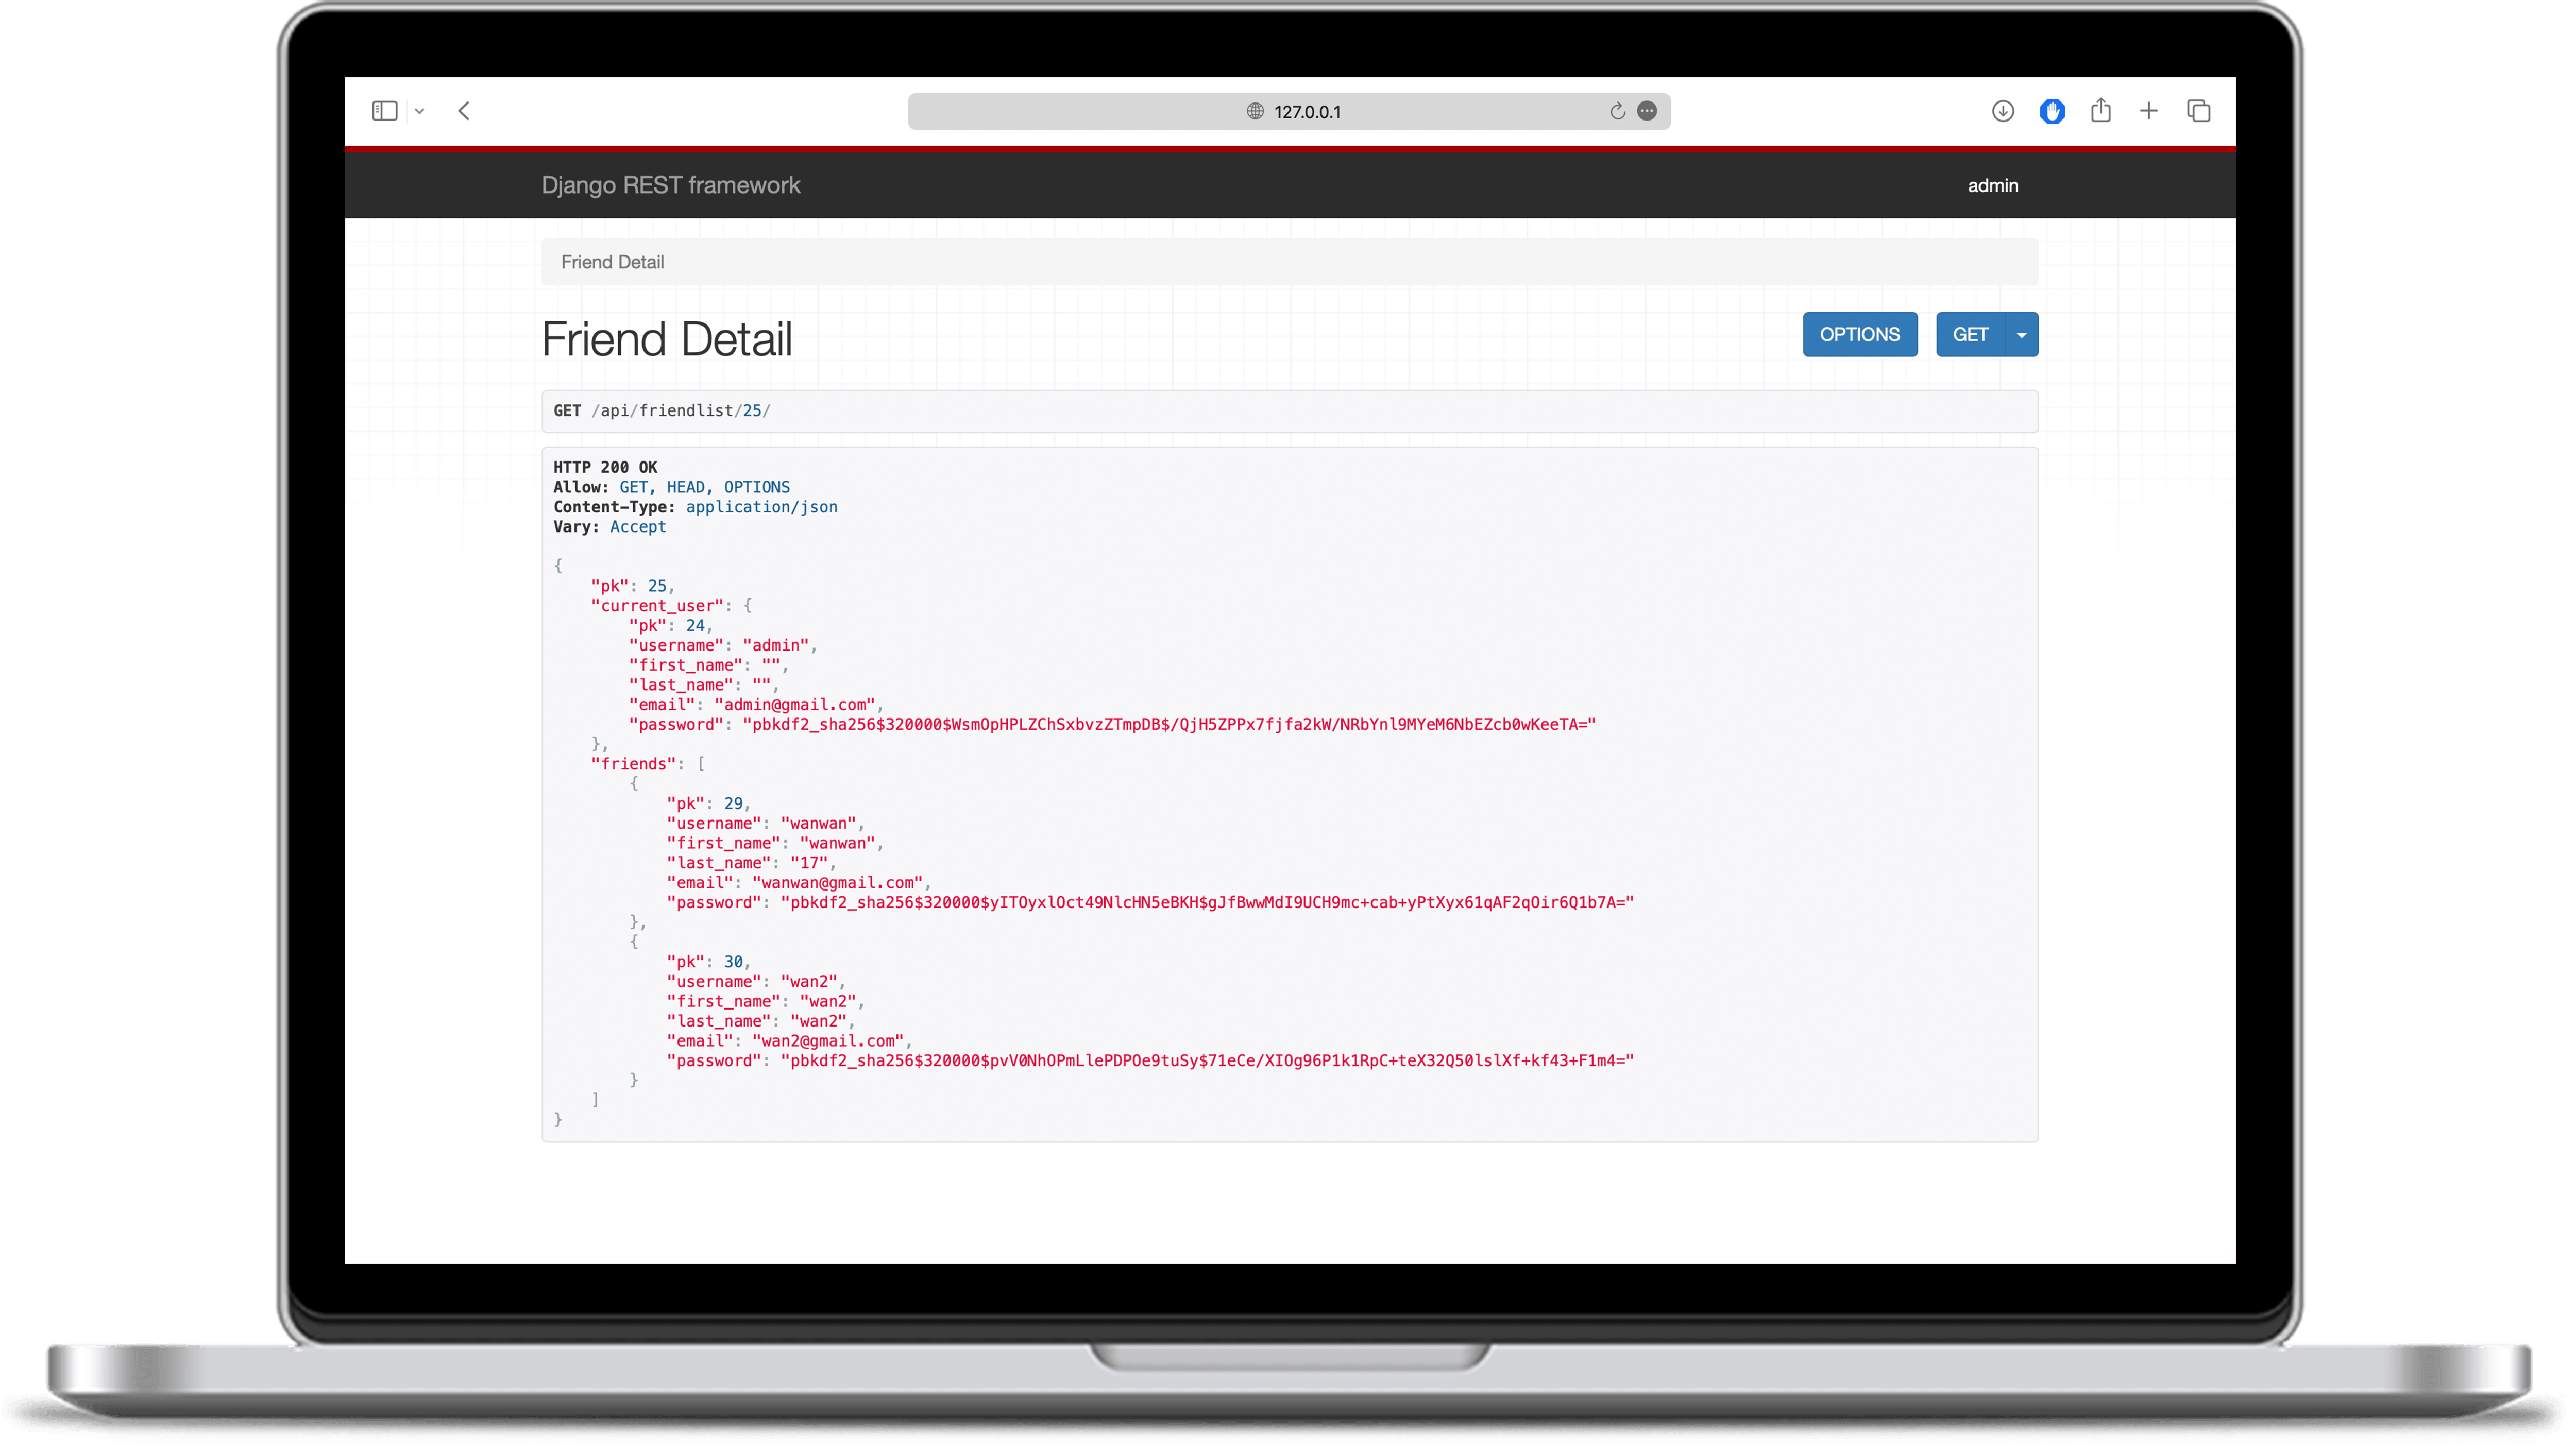 127.0.0.1
Django REST framework
admin
Friend Detail
Friend Detail
OPTIONS
GET
GET /api/friendlist/25/
HTTP 200 OK
Allow: GET, HEAD, OPTIONS
Content-Type: application/json
Vary: Accept
{
    "pk": 25,
    "current_user": {
        "pk": 24,
        "username": "admin",
        "first_name": "",
        "last_name": "",
        "email": "admin@gmail.com",
        "password": "pbkdf2_sha256$320000$WsmOpHPLZChSxbvzZTmpDB$/QjH5ZPPx7fjfa2kW/NRbYnl9MYeM6NbEZcb0wKeeTA="
    },
    "friends": [
        {
            "pk": 29,
            "username": "wanwan",
            "first_name": "wanwan",
            "last_name": "17",
            "email": "wanwan@gmail.com",
            "password": "pbkdf2_sha256$320000$yITOyxlOct49NlcHN5eBKH$gJfBwwMdI9UCH9mc+cab+yPtXyx61qAF2qOir6Q1b7A="
        },
        {
            "pk": 30,
            "username": "wan2",
            "first_name": "wan2",
            "last_name": "wan2",
            "email": "wan2@gmail.com",
            "password": "pbkdf2_sha256$320000$pvV0NhOPmLlePDPOe9tuSy$71eCe/XIOg96P1k1RpC+teX32Q50lslXf+kf43+F1m4="
        }
    ]
}